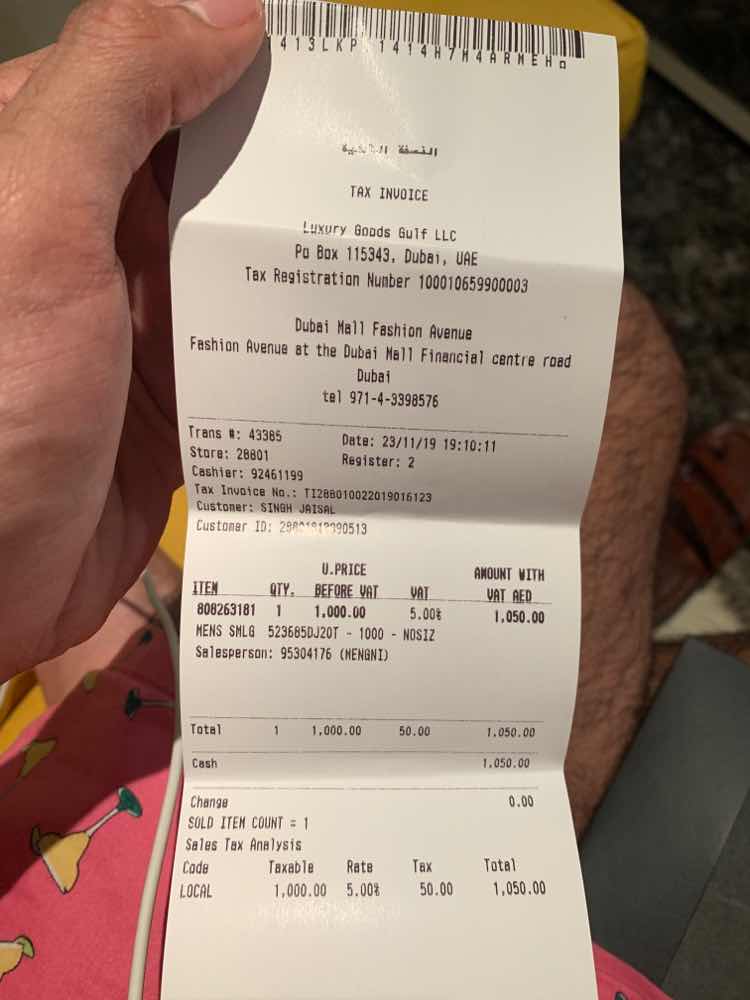 1414H7M4ARMEH
TAX INVOICE
Luxury Goods Gulf LLC
Po Box 115343, Dubai, UAE
Tax Registration Number 100010659900003
Dubai Mall Fashion Avenue
Fashion Avenue at the Dubai Mall Financial centre road
Dubai
tel 971-4-3398576
Trans #: 43385 Date: 23/11/19 19:10:11
Store: 28801 Register: 2
Cashier: 92461199
Tax Invoice No.: TI288010022019016123
Customer: SINGH JAISAL
Customer ID:
U.PRICE AMOUNT WITH
ITEM QTY. BEFORE VAT VAT VAT AED
808263181 1 1,000.00 5.00% 1,050.00
MENS SMLG 523685DJ20T - 1000 - NOSIZ
Salesperson: 95304176 (MENGNI)
Total 1 1,000.00 50.00 1,050.00
Cash 1,050.00
Change 0.00
SOLD ITEM COUNT = 1
Sales Tax Analysis
Code Taxable Rate Tax Total
LOCAL 1,000.00 5.00% 50.00 1,050.00